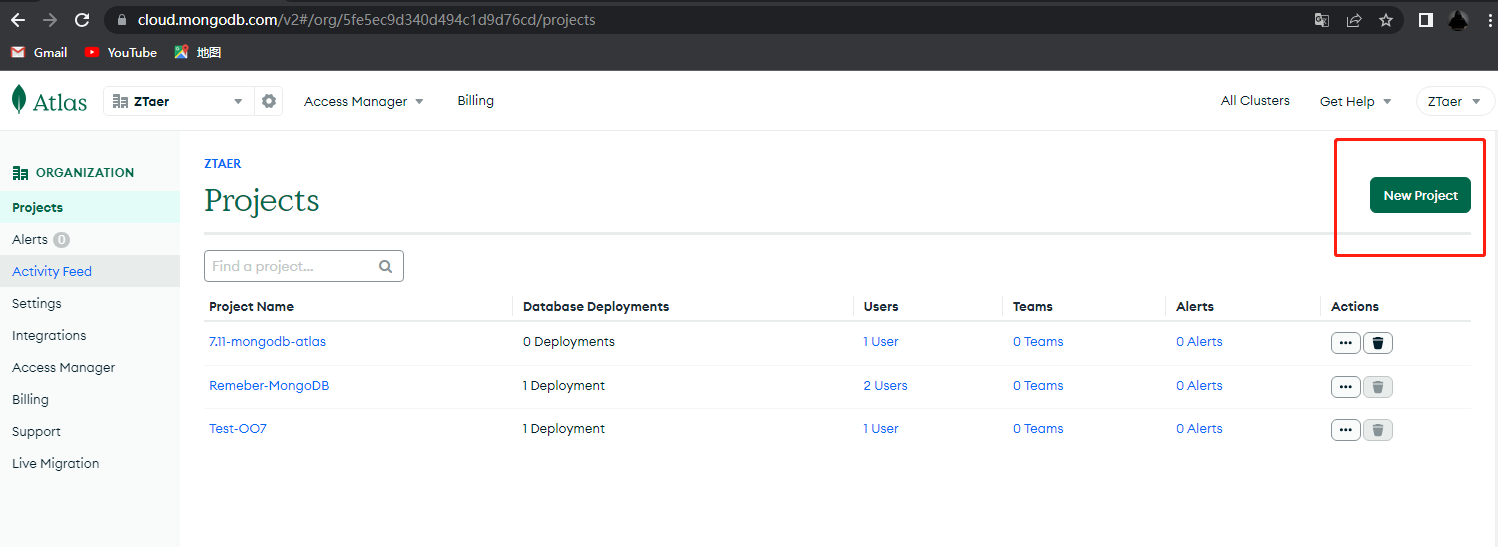 cloud.mongodb.com/v2#/org/5fe5ec9d340d494c1d9d76cd/projects
Gmail YouTube 地图
Atlas ZTaer Access Manager Billing All Clusters Get Help ZTaer
ORGANIZATION
Projects
Alerts 0
Activity Feed
Settings
Integrations
Access Manager
Billing
Support
Live Migration
ZTAER
Projects
New Project
Find a project...
Project Name Database Deployments Users Teams Alerts Actions
7.11-mongodb-atlas 0 Deployments 1 User 0 Teams 0 Alerts
Remeber-MongoDB 1 Deployment 2 Users 0 Teams 0 Alerts
Test-007 1 Deployment 1 User 0 Teams 0 Alerts